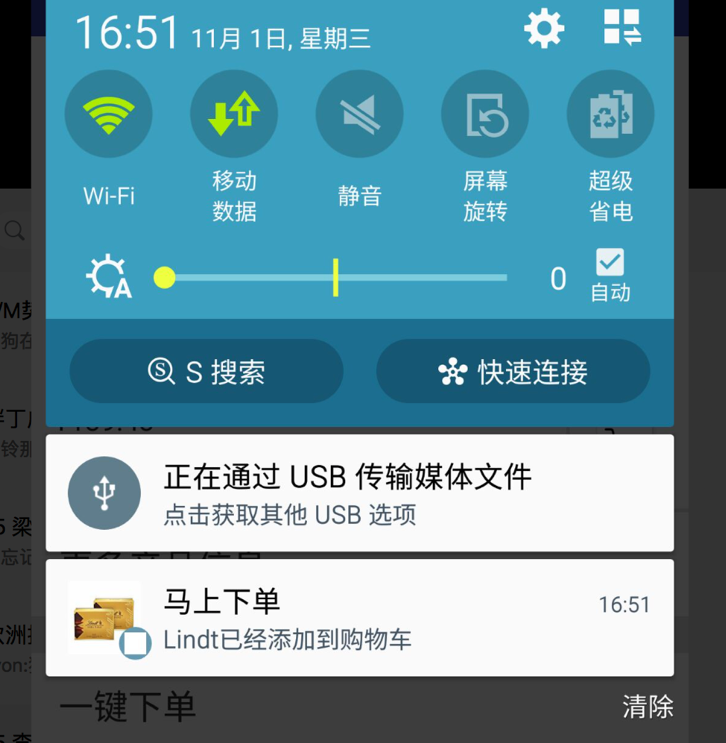 16:51 11月 1日, 星期三
Wi-Fi
移动
数据
静音
屏幕
旋转
超级
省电
0
自动
S 搜索
快速连接
正在通过 USB 传输媒体文件
点击获取其他 USB 选项
马上下单 16:51
Lindt已经添加到购物车
一键下单
清除